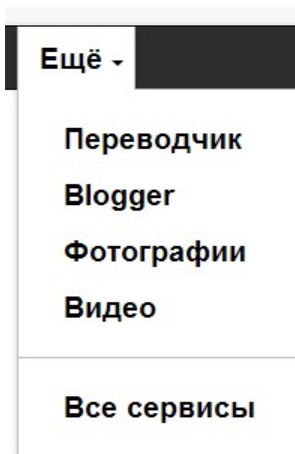 Ещё
Переводчик
Blogger
Фотографии
Видео
Все сервисы